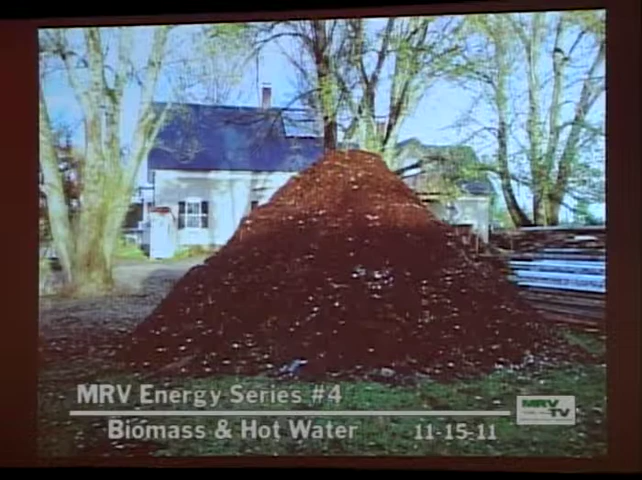 MRV Energy Series #4
Biomass & Hot Water 11-15-11
MRV
TV